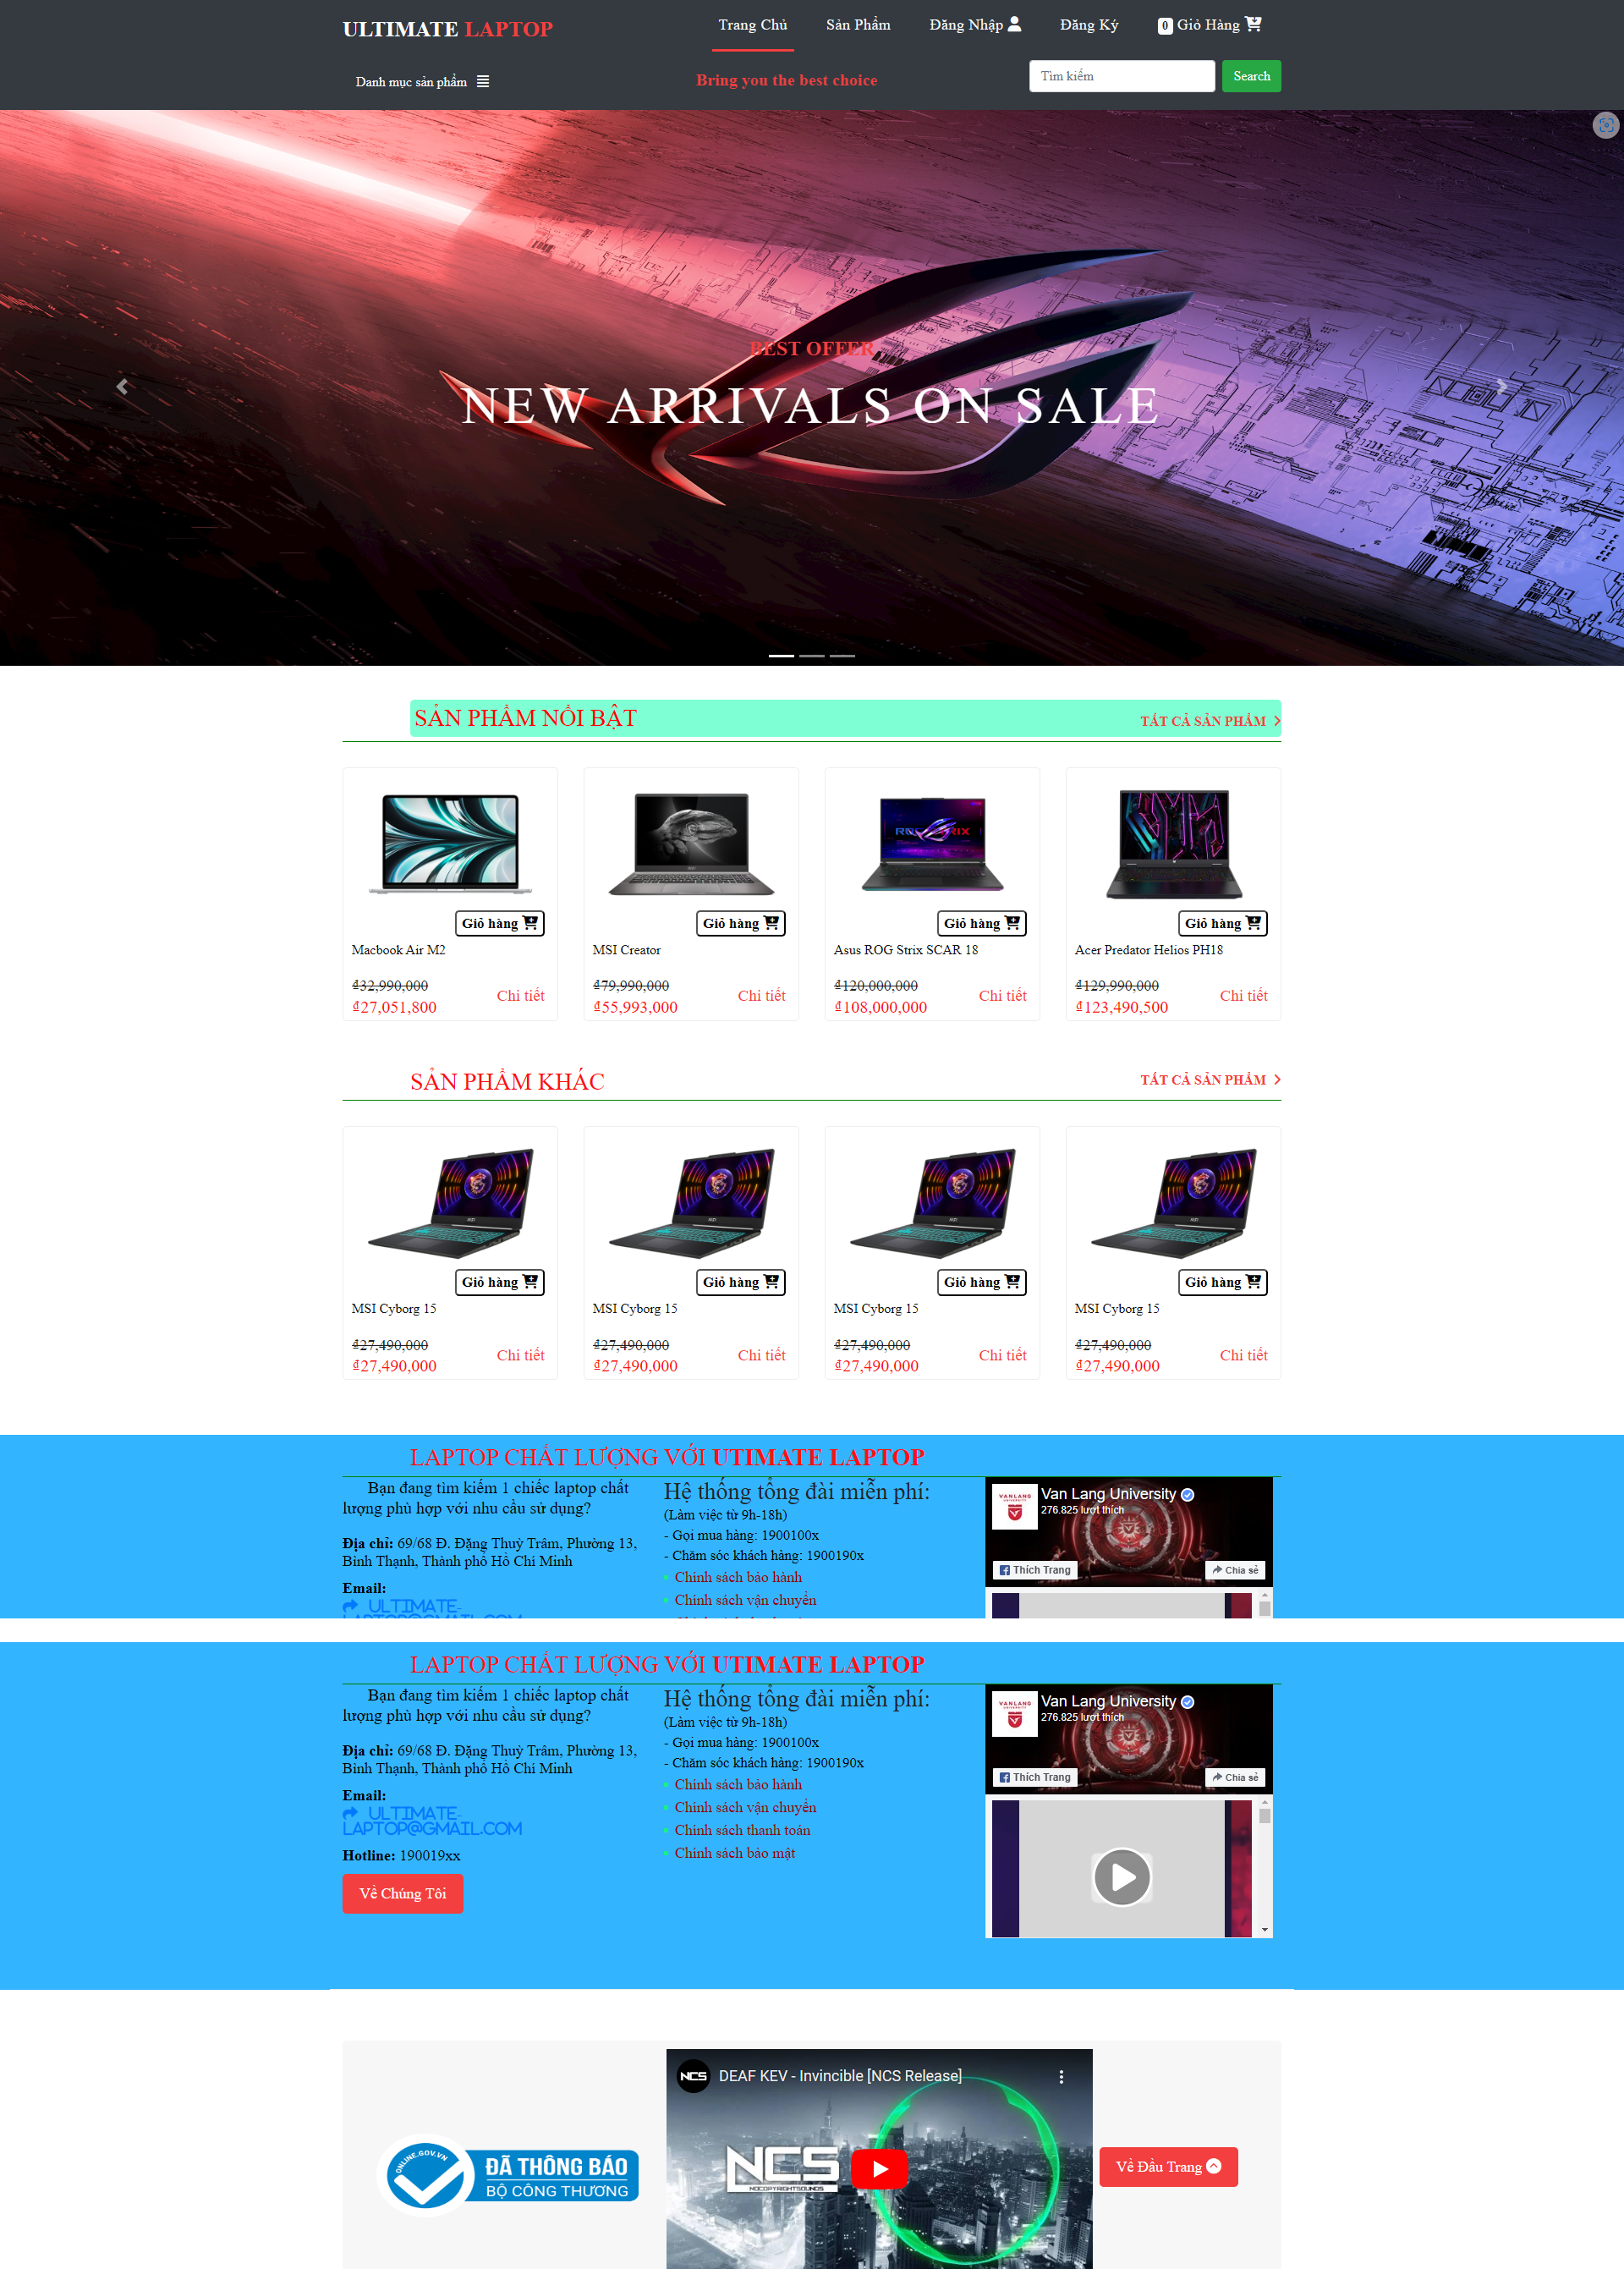 ULTIMATE LAPTOP
Trang Chủ
Sản Phẩm
Đăng Nhập
Đăng Ký
0 Giỏ Hàng
Danh mục sản phẩm
Bring you the best choice
Tìm kiếm
Search
BEST OFFER
NEW ARRIVALS ON SALE
SẢN PHẨM NỔI BẬT
TẤT CẢ SẢN PHẨM
Giỏ hàng
Giỏ hàng
Giỏ hàng
Giỏ hàng
Macbook Air M2
MSI Creator
Asus ROG Strix SCAR 18
Acer Predator Helios PH18
₫32,990,000
₫27,051,800
Chi tiết
₫79,990,000
₫55,993,000
Chi tiết
₫120,000,000
₫108,000,000
Chi tiết
₫129,990,000
₫123,490,500
Chi tiết
SẢN PHẨM KHÁC
TẤT CẢ SẢN PHẨM
Giỏ hàng
Giỏ hàng
Giỏ hàng
Giỏ hàng
MSI Cyborg 15
MSI Cyborg 15
MSI Cyborg 15
MSI Cyborg 15
₫27,490,000
₫27,490,000
Chi tiết
₫27,490,000
₫27,490,000
Chi tiết
₫27,490,000
₫27,490,000
Chi tiết
₫27,490,000
₫27,490,000
Chi tiết
LAPTOP CHẤT LƯỢNG VỚI UTIMATE LAPTOP
Bạn đang tìm kiếm 1 chiếc laptop chất
lượng phù hợp với nhu cầu sử dụng?
Địa chỉ: 69/68 Đ. Đặng Thuỳ Trâm, Phường 13,
Bình Thạnh, Thành phố Hồ Chí Minh
Email:
ULTIMATE-
LAPTOP@GMAIL.COM
Hệ thống tổng đài miễn phí:
(Làm việc từ 9h-18h)
- Gọi mua hàng: 1900100x
- Chăm sóc khách hàng: 1900190x
Chính sách bảo hành
Chính sách vận chuyển
VAN LANG
UNIVERSITY
Van Lang University
276.825 lượt thích
Thích Trang
Chia sẻ
LAPTOP CHẤT LƯỢNG VỚI UTIMATE LAPTOP
Bạn đang tìm kiếm 1 chiếc laptop chất
lượng phù hợp với nhu cầu sử dụng?
Địa chỉ: 69/68 Đ. Đặng Thuỳ Trâm, Phường 13,
Bình Thạnh, Thành phố Hồ Chí Minh
Email:
ULTIMATE-
LAPTOP@GMAIL.COM
Hotline: 190019xx
Về Chúng Tôi
Hệ thống tổng đài miễn phí:
(Làm việc từ 9h-18h)
- Gọi mua hàng: 1900100x
- Chăm sóc khách hàng: 1900190x
Chính sách bảo hành
Chính sách vận chuyển
Chính sách thanh toán
Chính sách bảo mật
VAN LANG
UNIVERSITY
Van Lang University
276.825 lượt thích
Thích Trang
Chia sẻ
ONLINE.GOV.VN
ĐÃ THÔNG BÁO
BỘ CÔNG THƯƠNG
NCS
DEAF KEV - Invincible [NCS Release]
NCS
NOCOPYRIGHTSOUNDS
Về Đầu Trang